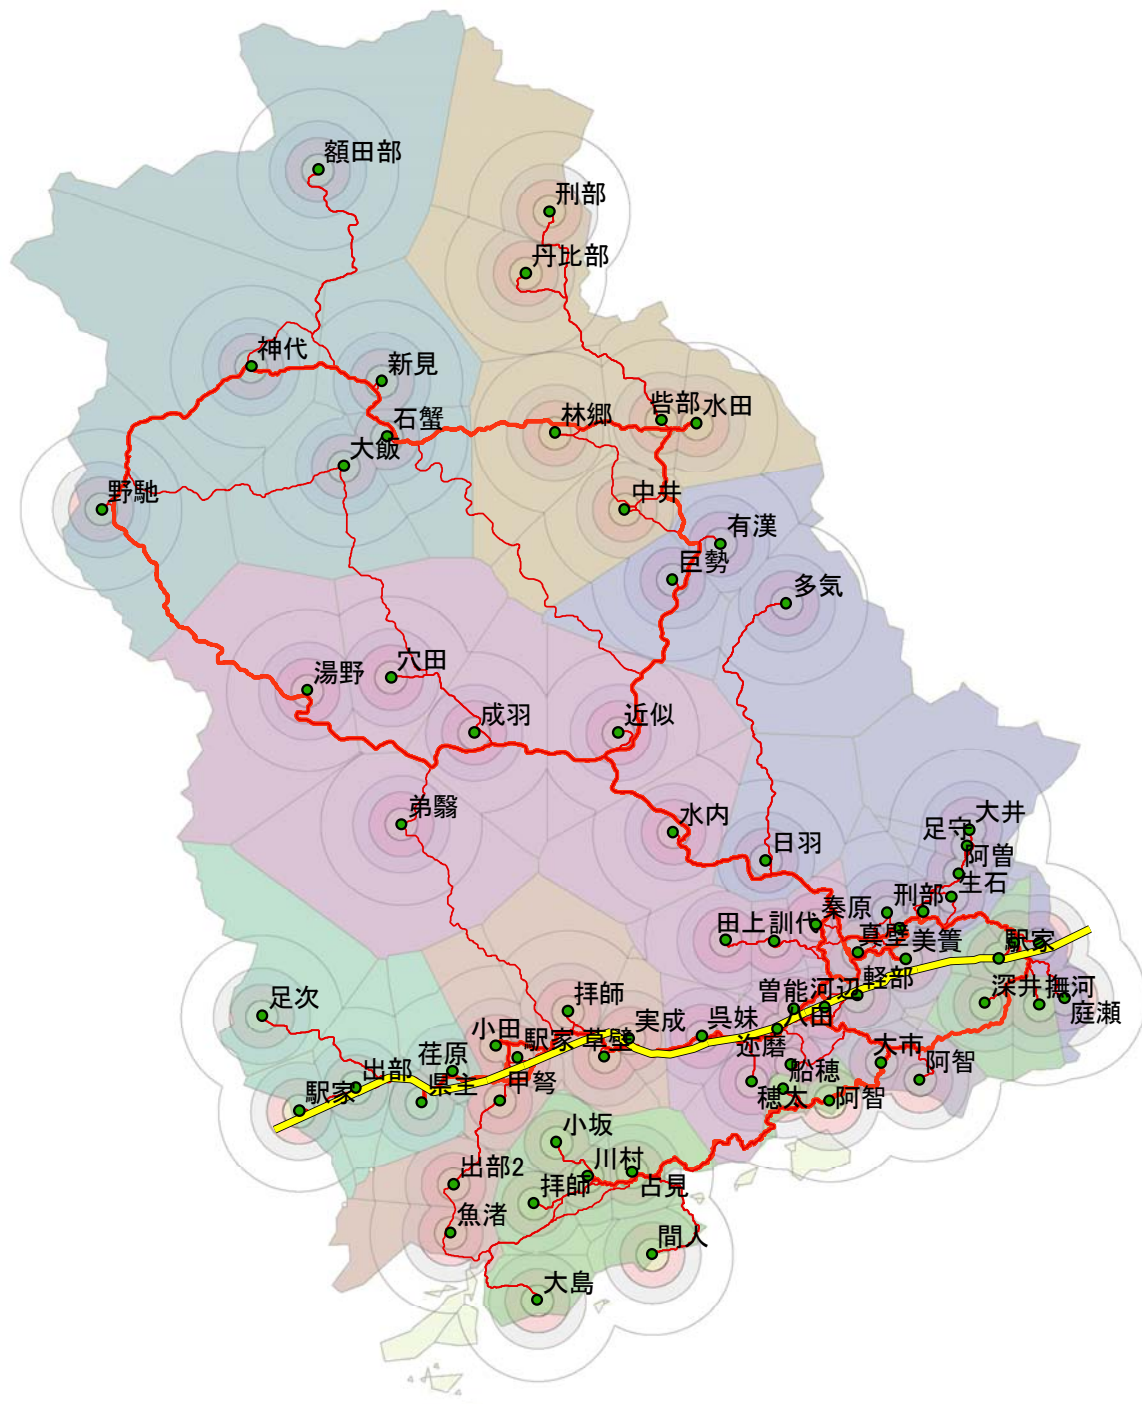 額田部
刑部
丹比部
神代
新見
林郷
呰部
水田
石蟹
大飯
野馳
中井
有漢
巨勢
多気
湯野
穴田
成羽
近似
弟翳
水内
日羽
大井
足守
阿曽
生石
刑部
秦原
田上
訓代
真壁
美簀
駅家
軽部
深井
撫河
庭瀬
曽能
河辺
八田
足次
拝師
小田
駅家
草壁
実成
呉妹
迩磨
船穂
大市
阿智
出部
荏原
駅家
県主
甲弩
穂太
阿智
小坂
川村
出部2
拝師
占見
魚渚
間人
大島